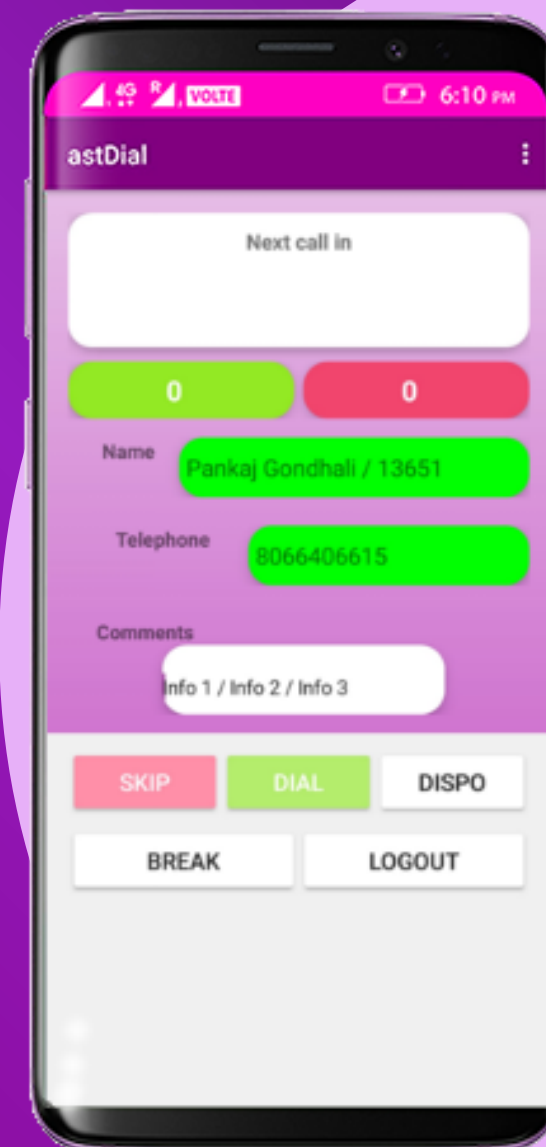 4G R VOLTE 6:10 PM
astDial
Next call in
0 0
Name Pankaj Gondhali / 13651
Telephone 8066406615
Comments
Info 1 / Info 2 / Info 3
SKIP DIAL DISPO
BREAK LOGOUT